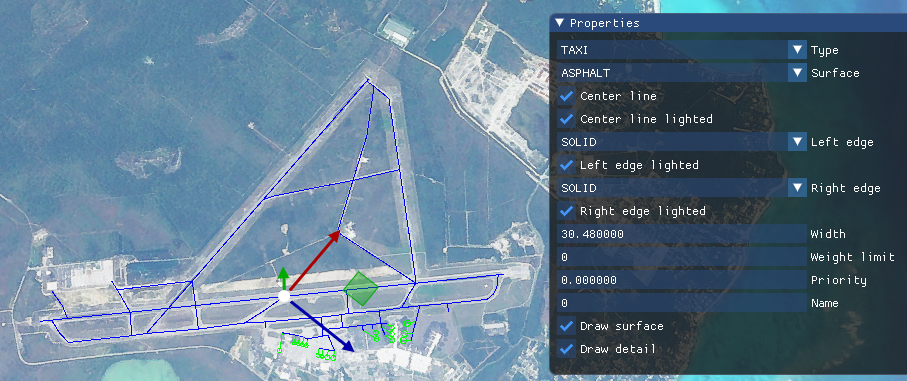 Properties
TAXI Type
ASPHALT Surface
Center line
Center line lighted
SOLID Left edge
Left edge lighted
SOLID Right edge
Right edge lighted
30.480000 Width
0 Weight limit
0.000000 Priority
0 Name
Draw surface
Draw detail